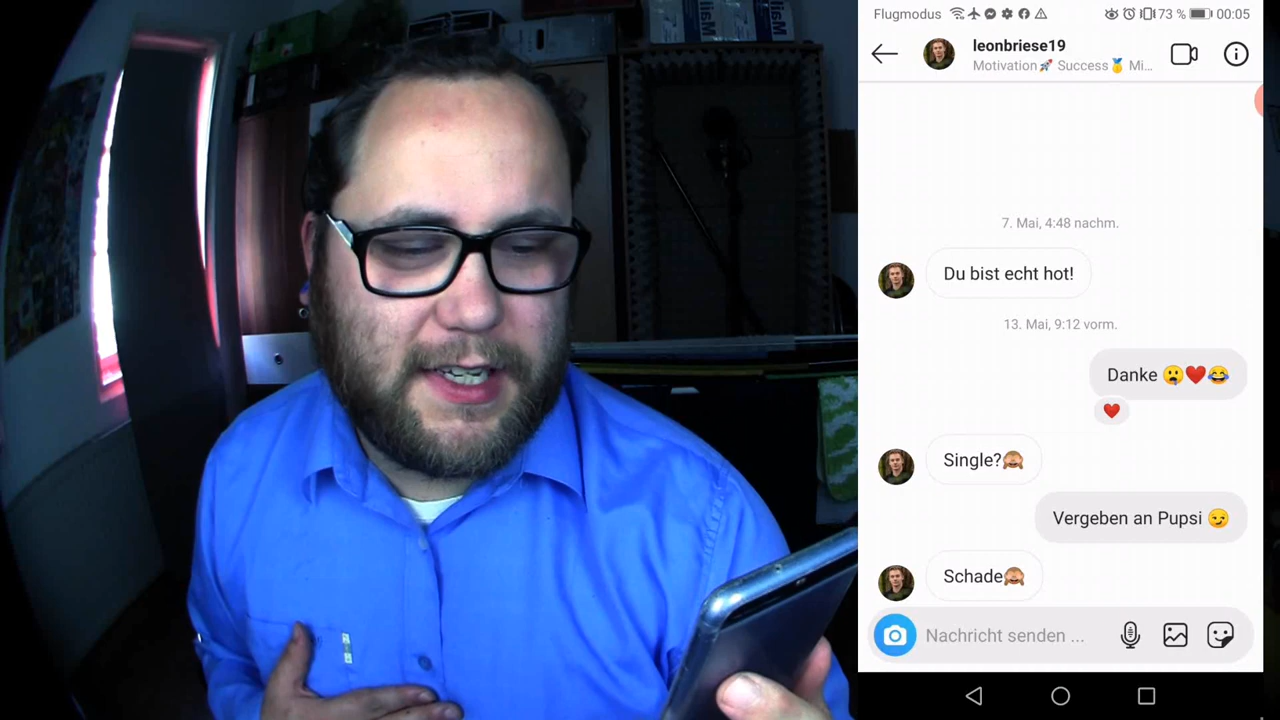 Flugmodus 73 % 00:05
leonbriese19
Motivation🚀 Success🥇 Mi...
7. Mai, 4:48 nachm.
Du bist echt hot!
13. Mai, 9:12 vorm.
Danke 😲❤️😂
❤️
Single?🙈
Vergeben an Pupsi 😏
Schade🙈
Nachricht senden ...